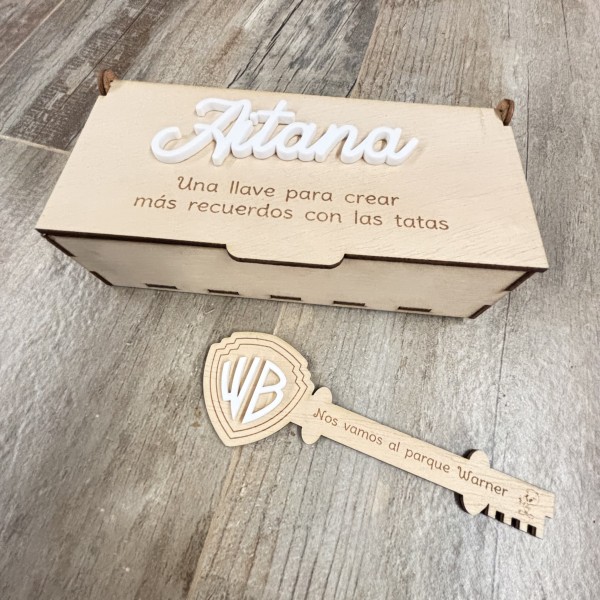 Aitana
Una llave para crear
más recuerdos con las tatas
WB
Nos vamos al parque Warner